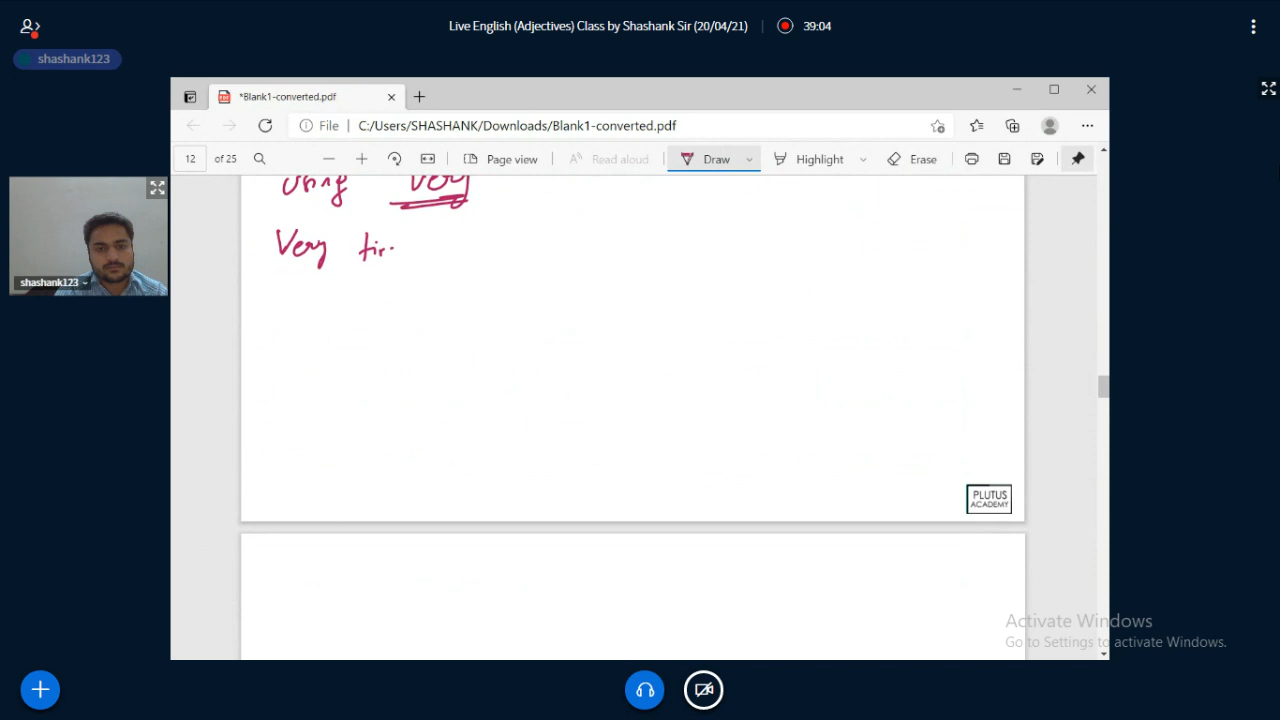 Live English (Adjectives) Class by Shashank Sir (20/04/21) 39:04
shashank123
*Blank1-converted.pdf
File C:/Users/SHASHANK/Downloads/Blank1-converted.pdf
12 of 25 Page view Read aloud Draw Highlight Erase
Using Very
Very tir
shashank123
PLUTUS
ACADEMY
Activate Windows
Go to Settings to activate Windows.